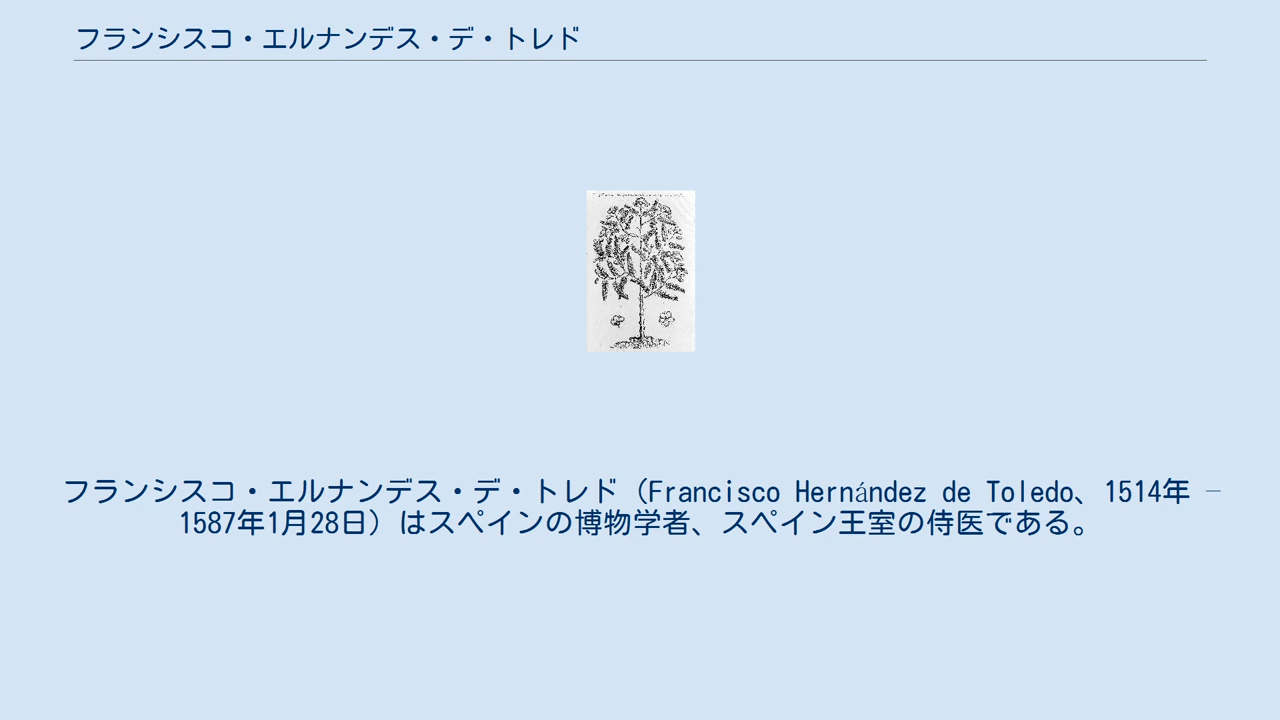 フランシスコ・エルナンデス・デ・トレド
フランシスコ・エルナンデス・デ・トレド（Francisco Hernández de Toledo、1514年 –
1587年1月28日）はスペインの博物学者、スペイン王室の侍医である。